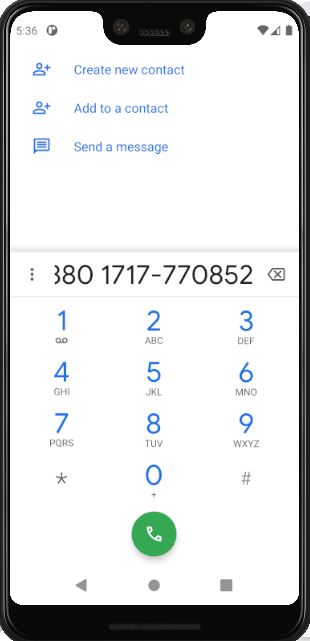 5:36
Create new contact
Add to a contact
Send a message
380 1717-770852
1
2
ABC
3
DEF
4
GHI
5
JKL
6
MNO
7
PQRS
8
TUV
9
WXYZ
*
0
+
#